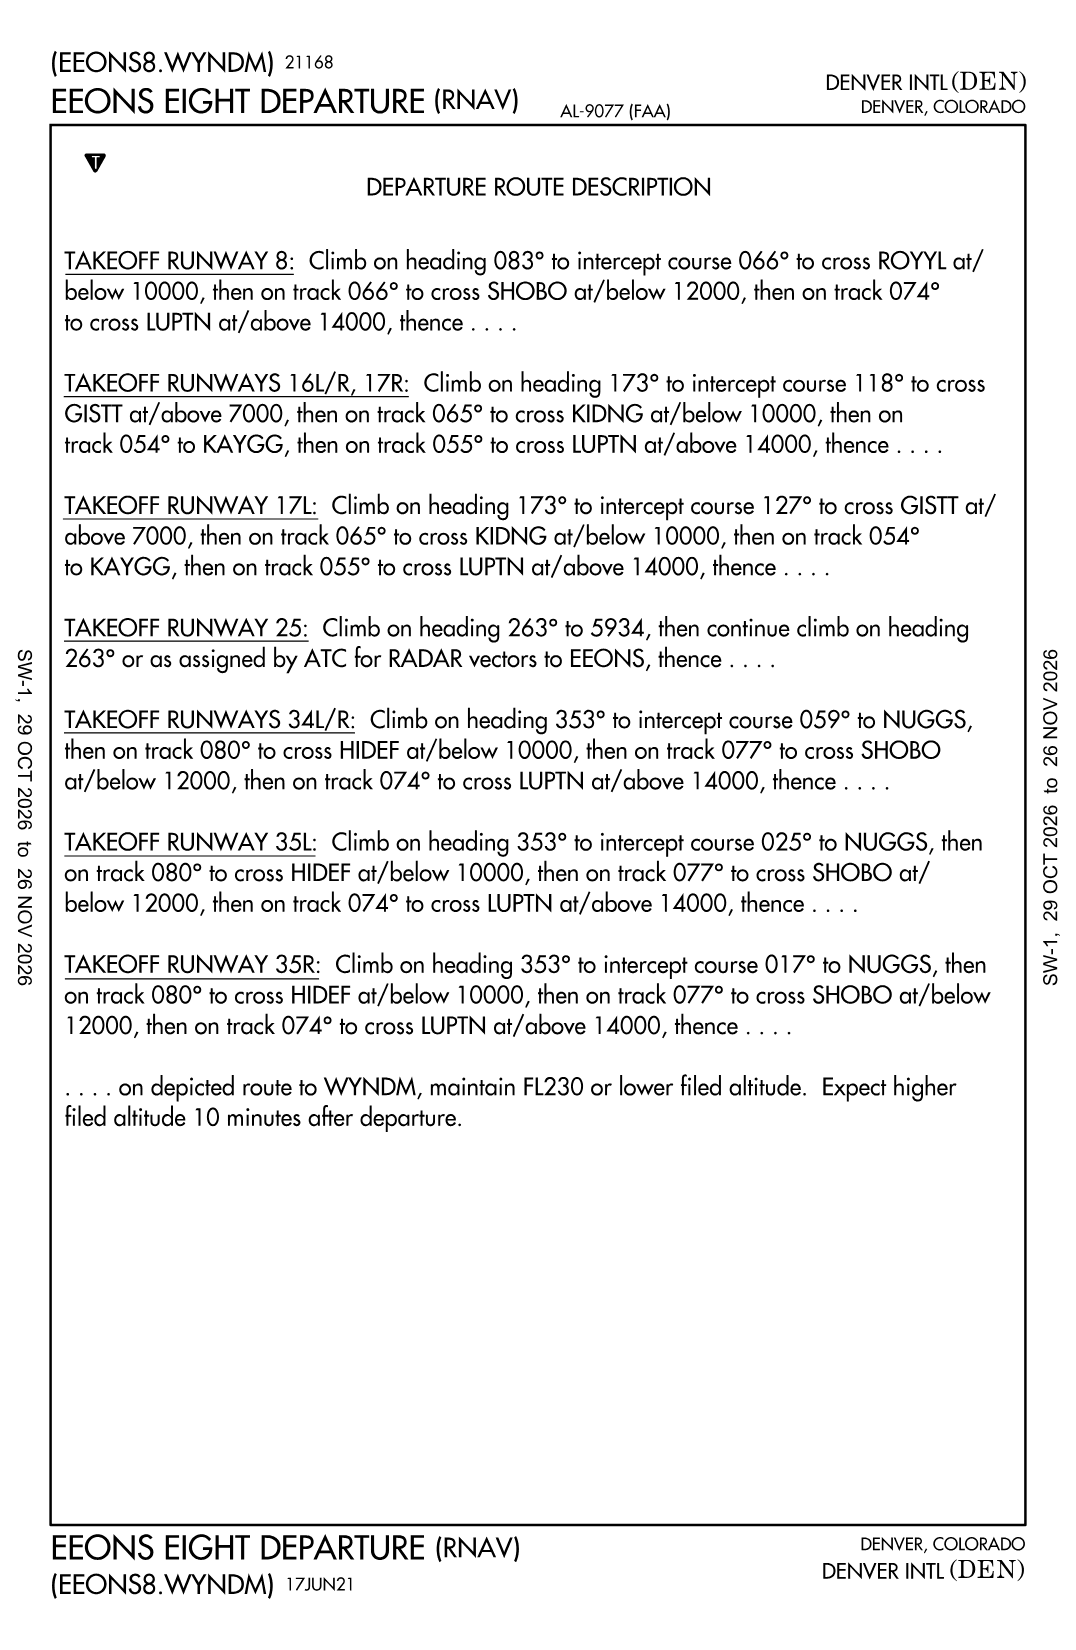 (EEONS8.WYNDM) 21168
EEONS EIGHT DEPARTURE (RNAV)
AL-9077 (FAA)
DENVER INTL (DEN)
DENVER, COLORADO
T
DEPARTURE ROUTE DESCRIPTION
TAKEOFF RUNWAY 8: Climb on heading 083° to intercept course 066° to cross ROYYL at/
below 10000, then on track 066° to cross SHOBO at/below 12000, then on track 074°
to cross LUPTN at/above 14000, thence . . . .
TAKEOFF RUNWAYS 16L/R, 17R: Climb on heading 173° to intercept course 118° to cross
GISTT at/above 7000, then on track 065° to cross KIDNG at/below 10000, then on
track 054° to KAYGG, then on track 055° to cross LUPTN at/above 14000, thence . . . .
TAKEOFF RUNWAY 17L: Climb on heading 173° to intercept course 127° to cross GISTT at/
above 7000, then on track 065° to cross KIDNG at/below 10000, then on track 054°
to KAYGG, then on track 055° to cross LUPTN at/above 14000, thence . . . .
TAKEOFF RUNWAY 25: Climb on heading 263° to 5934, then continue climb on heading
263° or as assigned by ATC for RADAR vectors to EEONS, thence . . . .
TAKEOFF RUNWAYS 34L/R: Climb on heading 353° to intercept course 059° to NUGGS,
then on track 080° to cross HIDEF at/below 10000, then on track 077° to cross SHOBO
at/below 12000, then on track 074° to cross LUPTN at/above 14000, thence . . . .
TAKEOFF RUNWAY 35L: Climb on heading 353° to intercept course 025° to NUGGS, then
on track 080° to cross HIDEF at/below 10000, then on track 077° to cross SHOBO at/
below 12000, then on track 074° to cross LUPTN at/above 14000, thence . . . .
TAKEOFF RUNWAY 35R: Climb on heading 353° to intercept course 017° to NUGGS, then
on track 080° to cross HIDEF at/below 10000, then on track 077° to cross SHOBO at/below
12000, then on track 074° to cross LUPTN at/above 14000, thence . . . .
. . . . on depicted route to WYNDM, maintain FL230 or lower filed altitude. Expect higher
filed altitude 10 minutes after departure.
SW-1, 29 OCT 2026 to 26 NOV 2026
SW-1, 29 OCT 2026 to 26 NOV 2026
EEONS EIGHT DEPARTURE (RNAV)
(EEONS8.WYNDM) 17JUN21
DENVER, COLORADO
DENVER INTL (DEN)